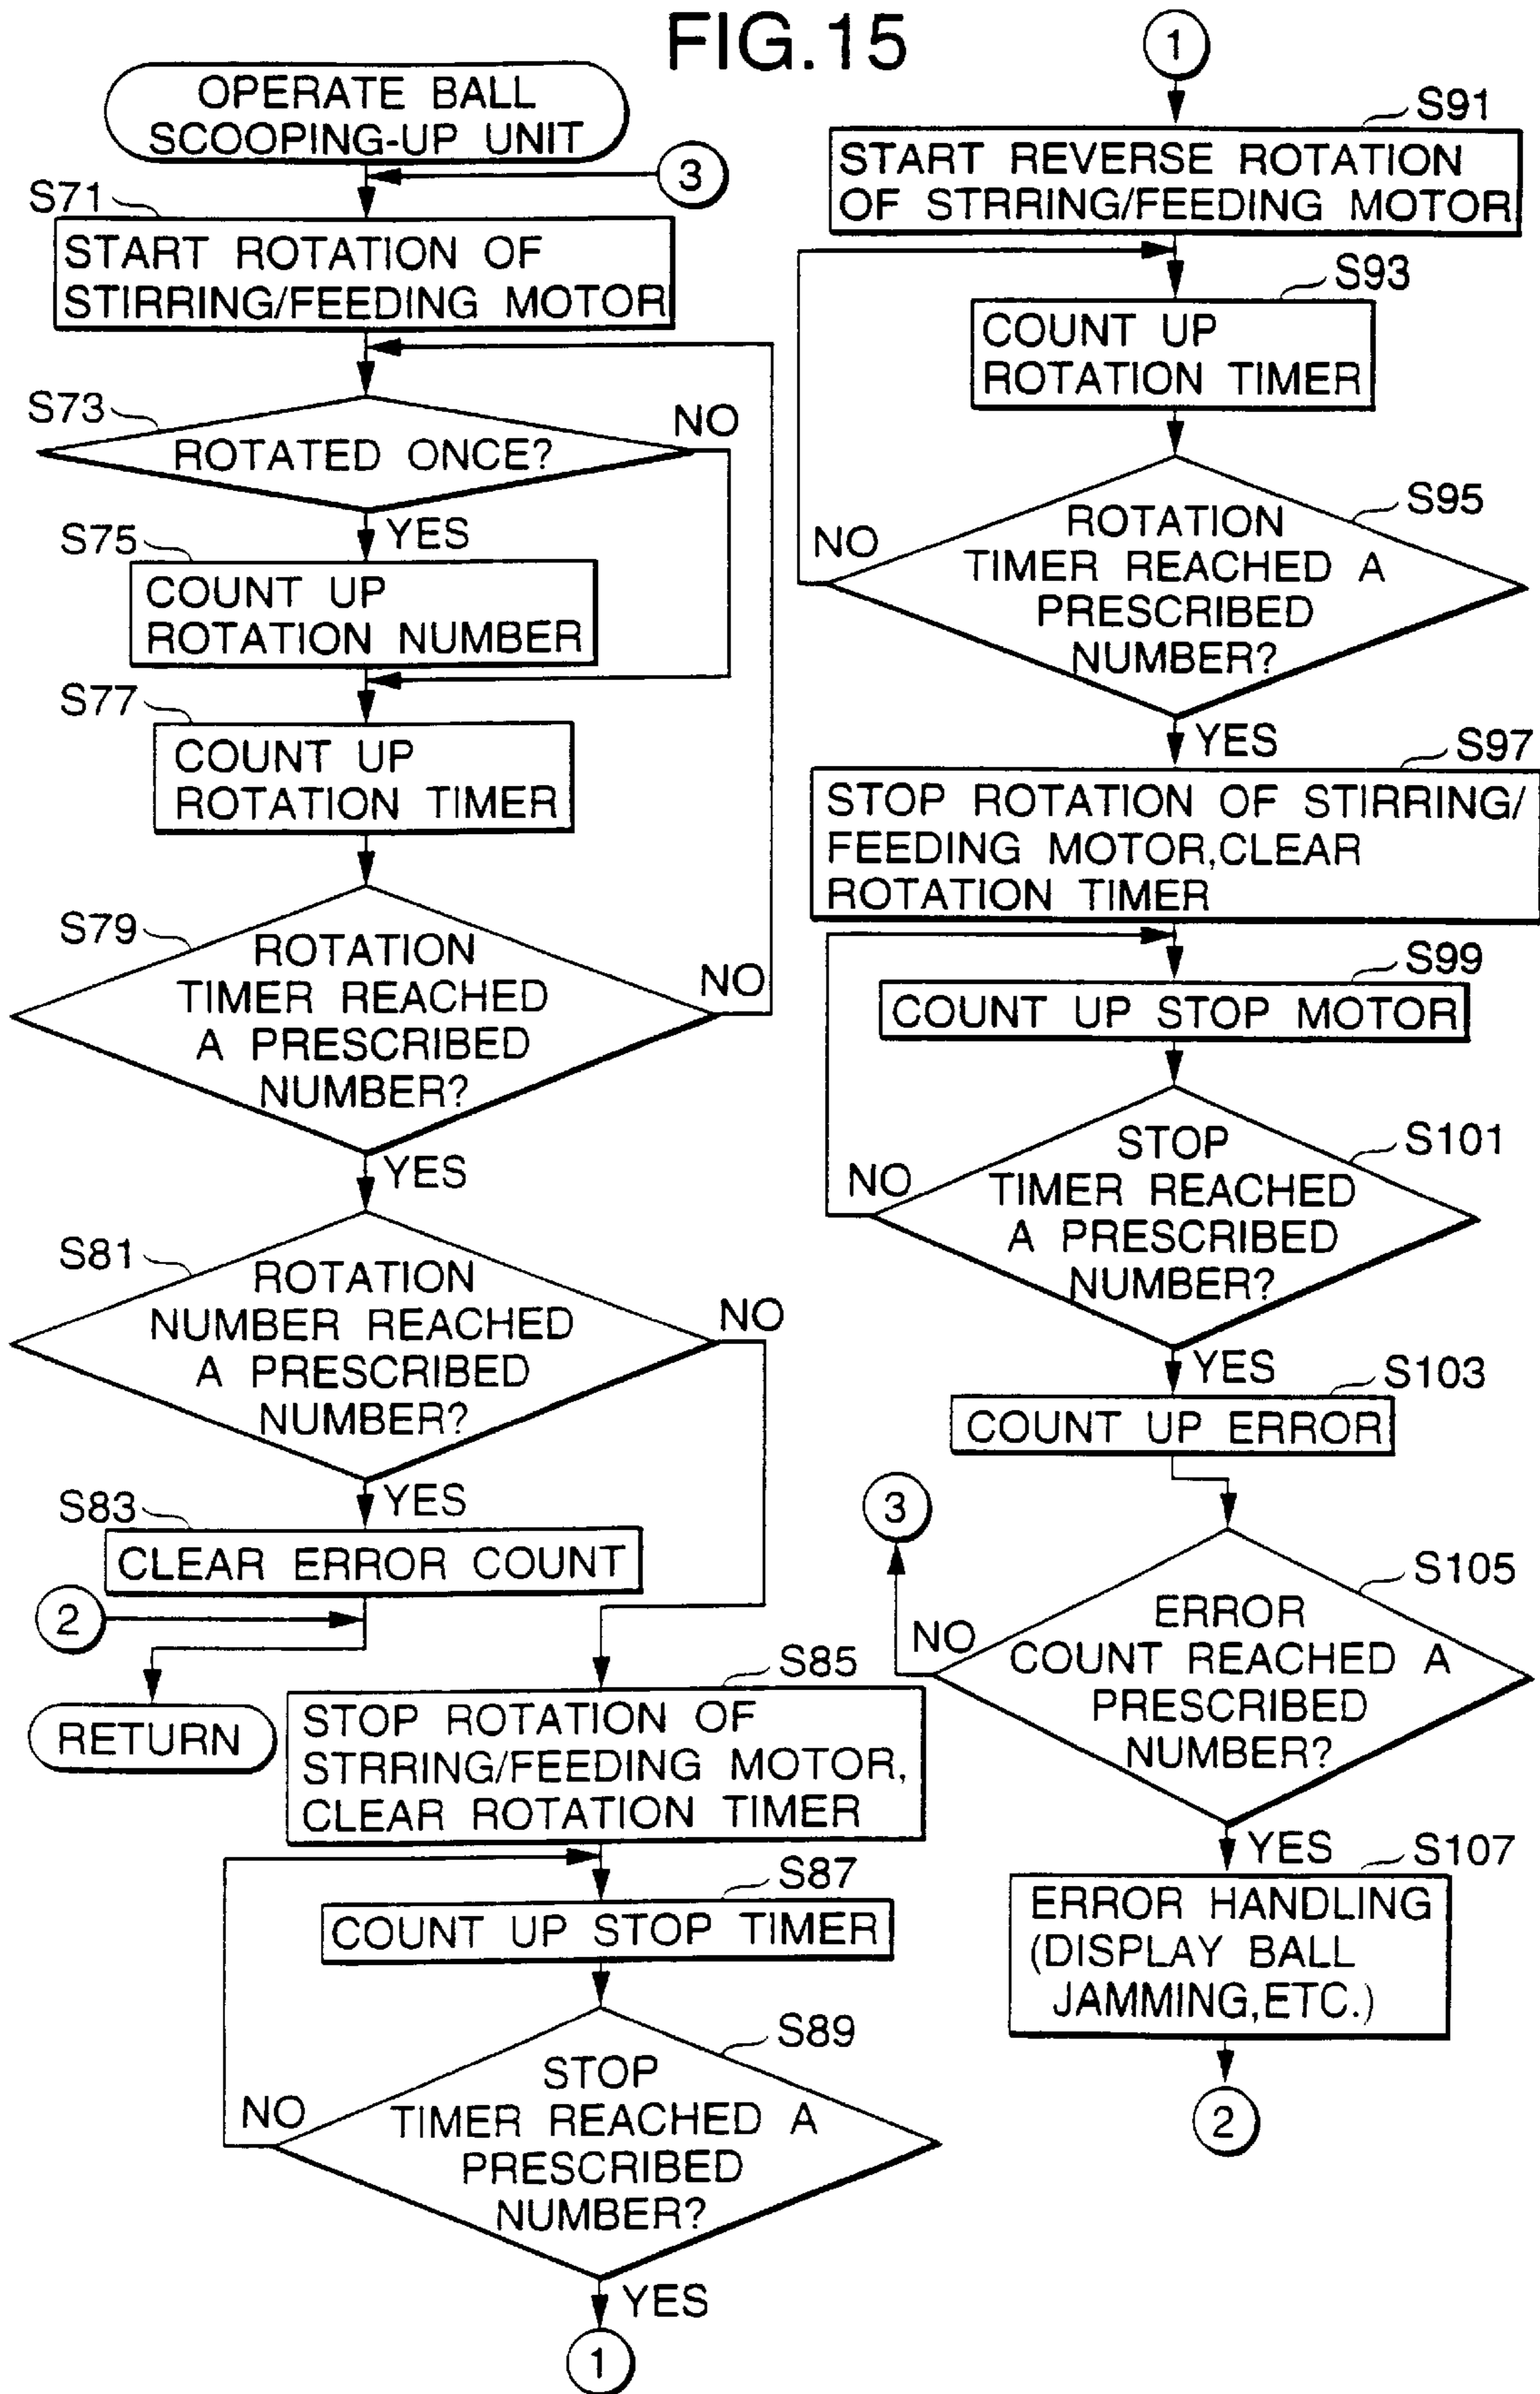 FIG.15
OPERATE BALL
SCOOPING-UP UNIT
3
S71
START ROTATION OF
STIRRING/FEEDING MOTOR
S73
ROTATED ONCE?
NO
YES
S75
COUNT UP
ROTATION NUMBER
S77
COUNT UP
ROTATION TIMER
S79
ROTATION
TIMER REACHED
A PRESCRIBED
NUMBER?
NO
YES
S81
ROTATION
NUMBER REACHED
A PRESCRIBED
NUMBER?
NO
YES
S83
CLEAR ERROR COUNT
2
RETURN
S85
STOP ROTATION OF
STRRING/FEEDING MOTOR,
CLEAR ROTATION TIMER
S87
COUNT UP STOP TIMER
S89
STOP
TIMER REACHED A
PRESCRIBED
NUMBER?
NO
YES
1
1
S91
START REVERSE ROTATION
OF STRRING/FEEDING MOTOR
S93
COUNT UP
ROTATION TIMER
S95
ROTATION
TIMER REACHED A
PRESCRIBED
NUMBER?
NO
YES
S97
STOP ROTATION OF STIRRING/
FEEDING MOTOR,CLEAR
ROTATION TIMER
S99
COUNT UP STOP MOTOR
S101
STOP
TIMER REACHED
A PRESCRIBED
NUMBER?
NO
YES
S103
COUNT UP ERROR
3
S105
ERROR
COUNT REACHED A
PRESCRIBED
NUMBER?
NO
YES
S107
ERROR HANDLING
(DISPLAY BALL
JAMMING,ETC.)
2